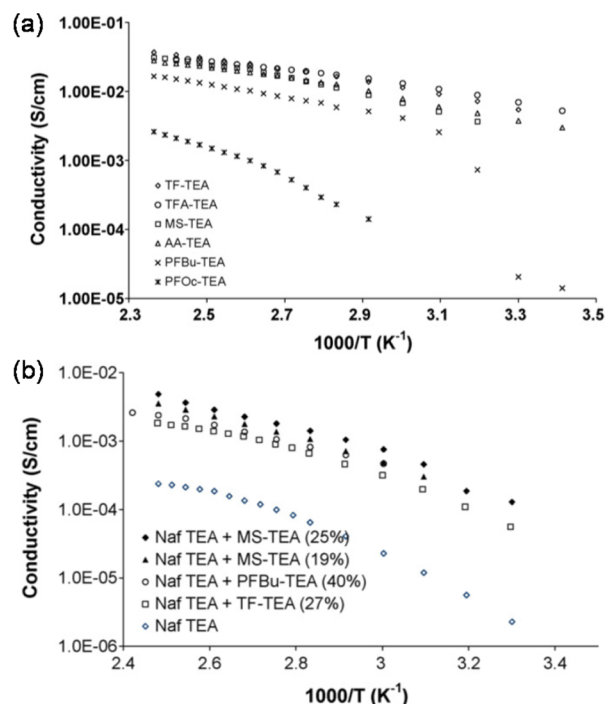 (a)
1.00E-01
1.00E-02
1.00E-03
1.00E-04
1.00E-05
Conductivity (S/cm)
TF-TEA
TFA-TEA
MS-TEA
AA-TEA
PFBu-TEA
PFOc-TEA
2.3 2.5 2.7 2.9 3.1 3.3 3.5
1000/T (K⁻¹)
(b)
1.0E-02
1.0E-03
1.0E-04
1.0E-05
1.0E-06
Conductivity (S/cm)
Naf TEA + MS-TEA (25%)
Naf TEA + MS-TEA (19%)
Naf TEA + PFBu-TEA (40%)
Naf TEA + TF-TEA (27%)
Naf TEA
2.4 2.6 2.8 3 3.2 3.4
1000/T (K⁻¹)